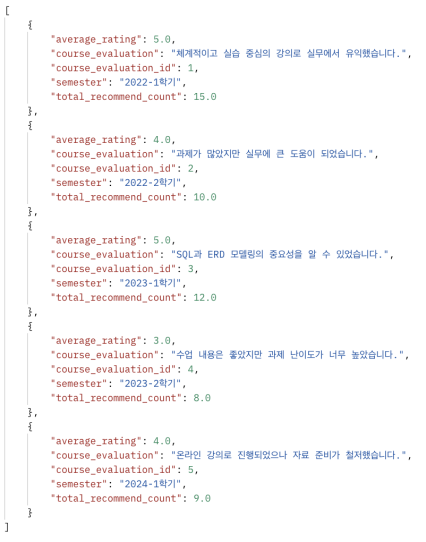 [
{
"average_rating": 5.0,
"course_evaluation": "체계적이고 실습 중심의 강의로 실무에서 유익했습니다.",
"course_evaluation_id": 1,
"semester": "2022-1학기",
"total_recommend_count": 15.0
},
{
"average_rating": 4.0,
"course_evaluation": "과제가 많았지만 실무에 큰 도움이 되었습니다.",
"course_evaluation_id": 2,
"semester": "2022-2학기",
"total_recommend_count": 10.0
},
{
"average_rating": 5.0,
"course_evaluation": "SQL과 ERD 모델링의 중요성을 알 수 있었습니다.",
"course_evaluation_id": 3,
"semester": "2023-1학기",
"total_recommend_count": 12.0
},
{
"average_rating": 3.0,
"course_evaluation": "수업 내용은 좋았지만 과제 난이도가 너무 높았습니다.",
"course_evaluation_id": 4,
"semester": "2023-2학기",
"total_recommend_count": 8.0
},
{
"average_rating": 4.0,
"course_evaluation": "온라인 강의로 진행되었으나 자료 준비가 철저했습니다.",
"course_evaluation_id": 5,
"semester": "2024-1학기",
"total_recommend_count": 9.0
}
]